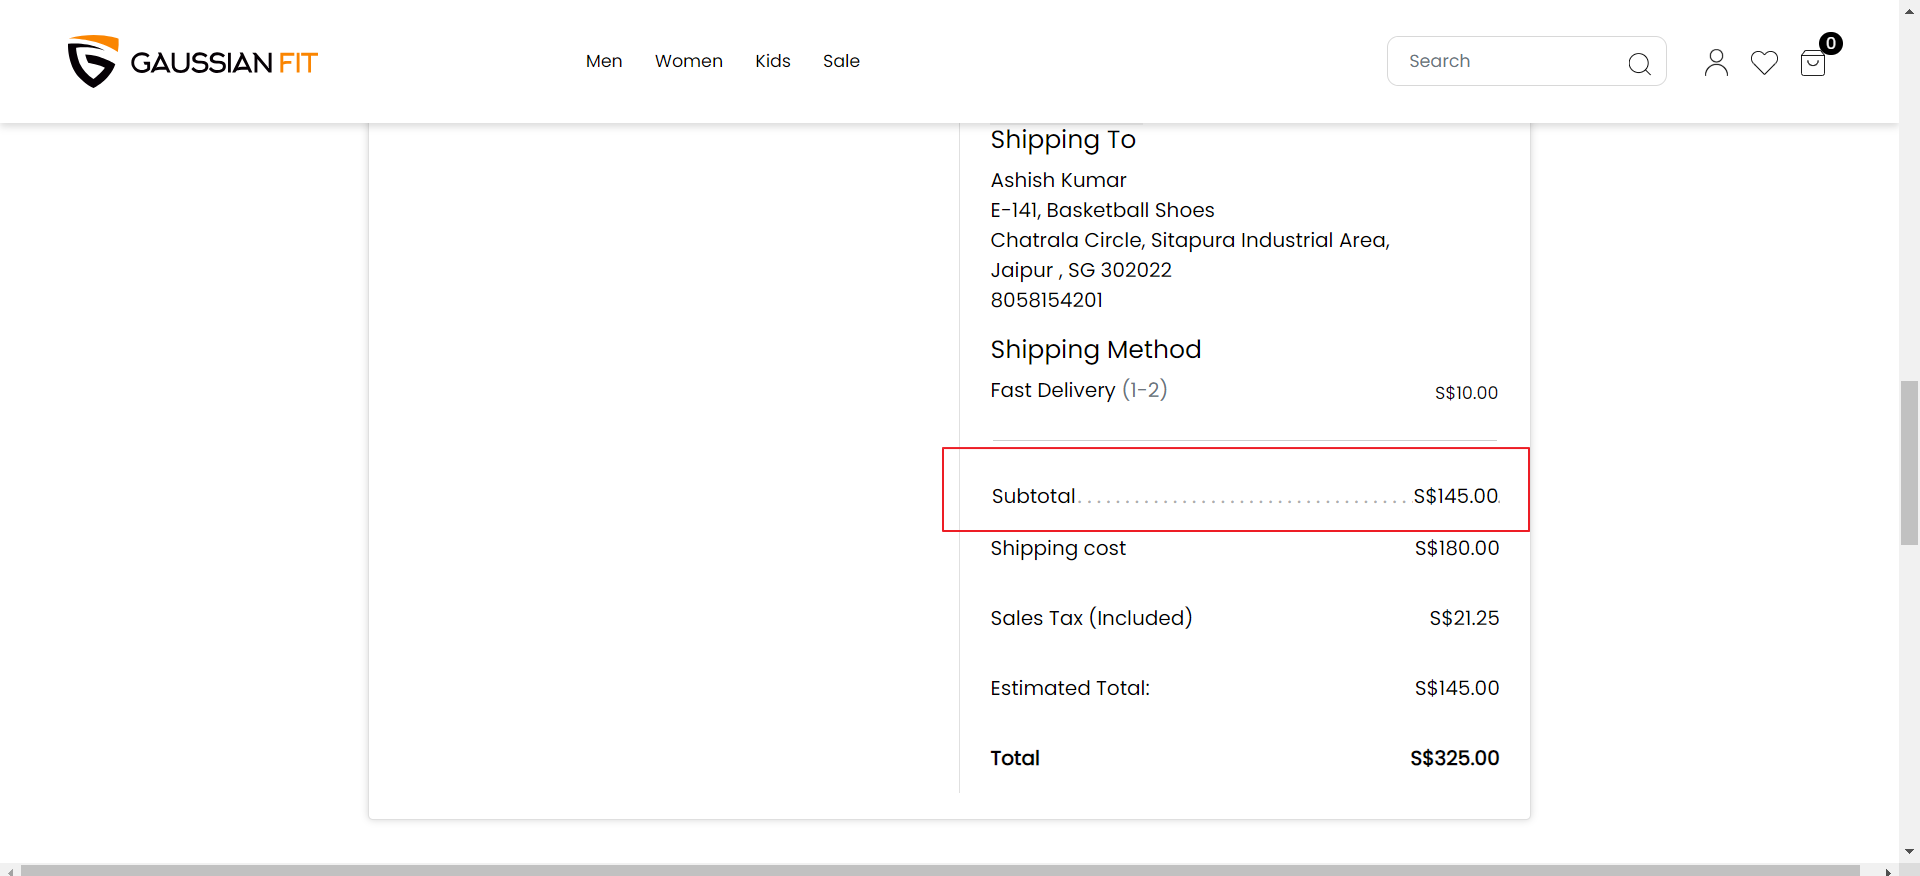 GAUSSIAN FIT
Men Women Kids Sale
Search
0
Shipping To
Ashish Kumar
E-141, Basketball Shoes
Chatrala Circle, Sitapura Industrial Area,
Jaipur , SG 302022
8058154201
Shipping Method
Fast Delivery (1-2) S$10.00
Subtotal S$145.00
Shipping cost S$180.00
Sales Tax (Included) S$21.25
Estimated Total: S$145.00
Total S$325.00